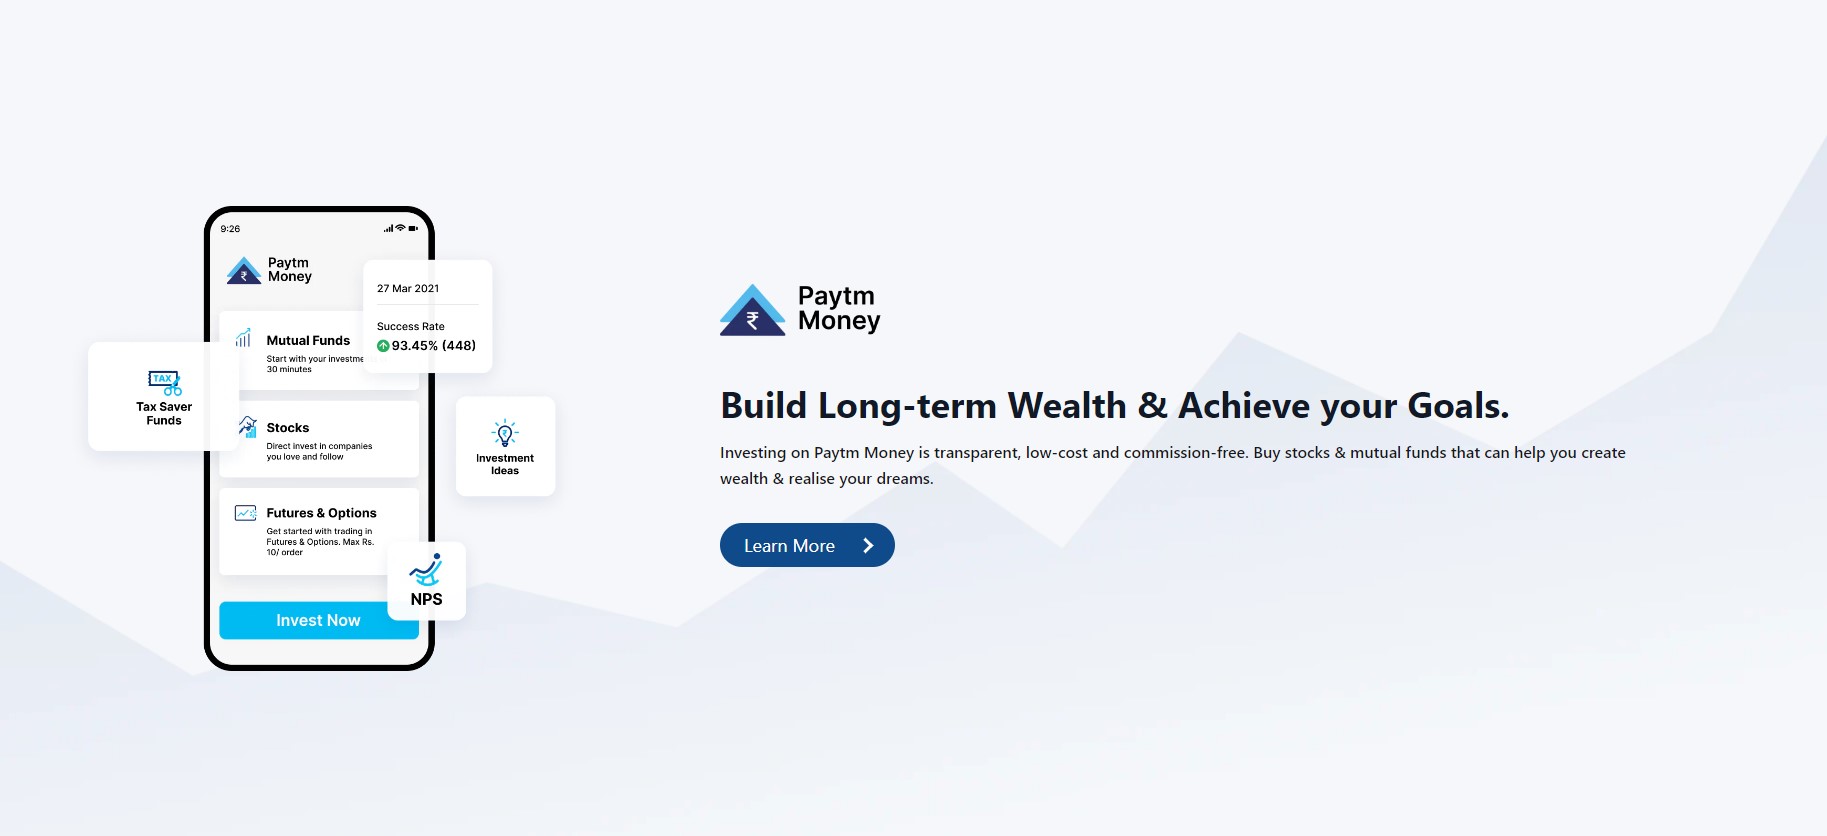 9:26
Paytm
Money
27 Mar 2021
Success Rate
93.45% (448)
Mutual Funds
Start with your
30 minutes
TAX
Tax Saver
Funds
Stocks
Direct invest in companies
you love and follow
Investment
Ideas
Futures & Options
Get started with trading in
Futures & Options. Max Rs.
10/ order
NPS
Invest Now
₹ Paytm
Money
Build Long-term Wealth & Achieve your Goals.
Investing on Paytm Money is transparent, low-cost and commission-free. Buy stocks & mutual funds that can help you create
wealth & realise your dreams.
Learn More